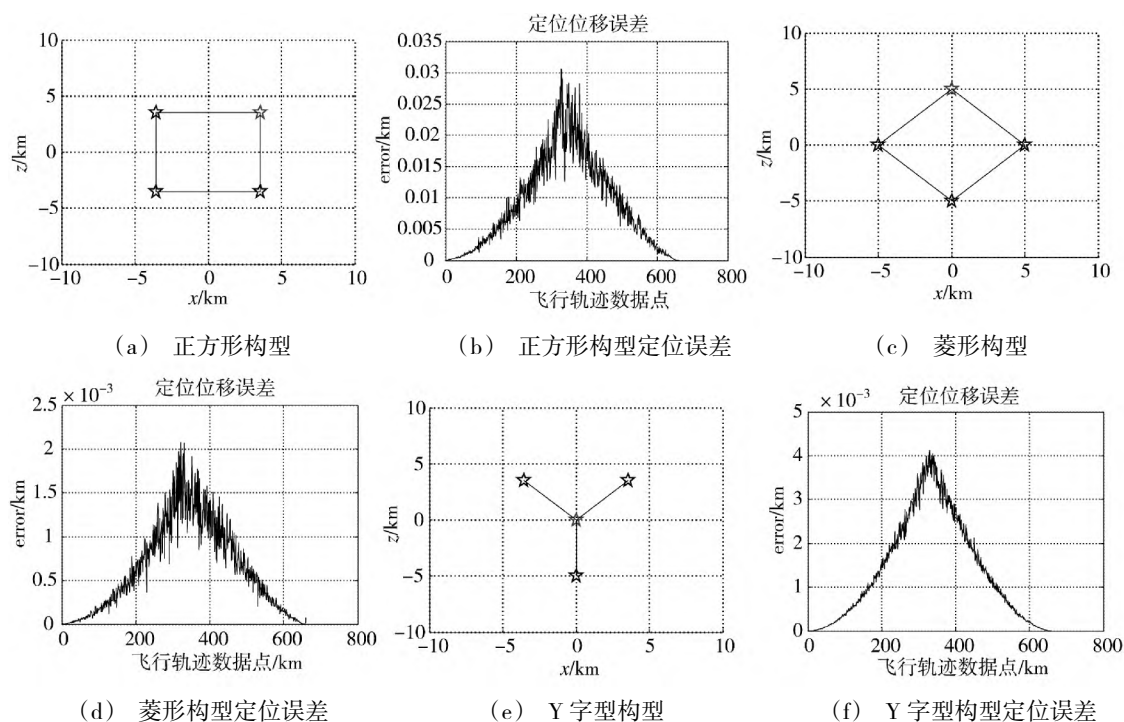 定位位移误差
10
5
0
−5
−10
z/km
−10 −5 0 5 10
x/km
(a) 正方形构型
0.035
0.03
0.025
0.02
0.015
0.01
0.005
0
error/km
0 200 400 600 800
飞行轨迹数据点
(b) 正方形构型定位误差
10
5
0
−5
−10
z/km
−10 −5 0 5 10
x/km
(c) 菱形构型
×10⁻³ 定位位移误差
2.5
2
1.5
1
0.5
0
error/km
0 200 400 600 800
飞行轨迹数据点/km
(d) 菱形构型定位误差
10
5
0
−5
−10
z/km
−10 −5 0 5 10
x/km
(e) Y字型构型
×10⁻³ 定位位移误差
5
4
3
2
1
0
error/km
0 200 400 600 800
飞行轨迹数据点/km
(f) Y字型构型定位误差